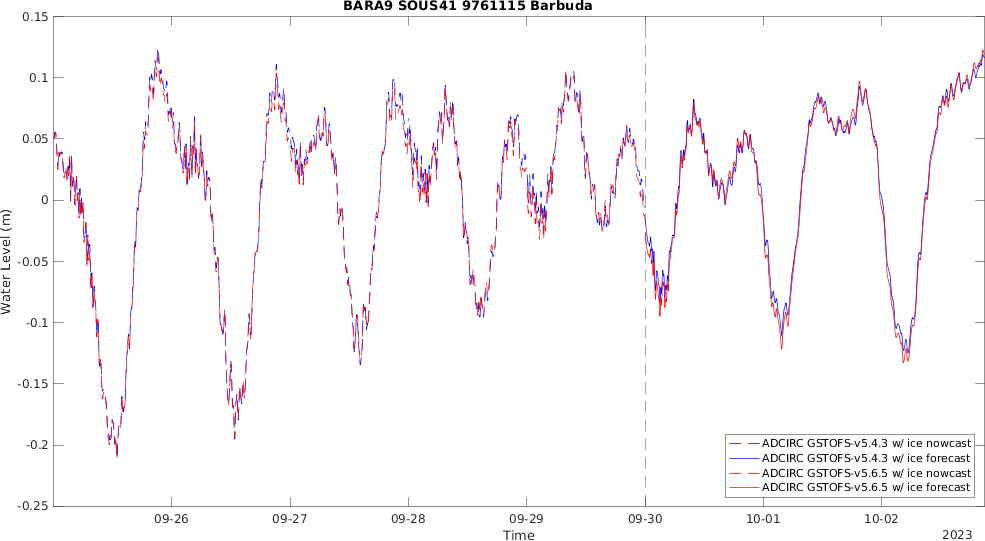 BARA9 SOUS41 9761115 Barbuda
0.15
0.1
0.05
0
-0.05
-0.1
-0.15
-0.2
-0.25
Water Level (m)
ADCIRC GSTOFS-v5.4.3 w/ ice nowcast
ADCIRC GSTOFS-v5.4.3 w/ ice forecast
ADCIRC GSTOFS-v5.6.5 w/ ice nowcast
ADCIRC GSTOFS-v5.6.5 w/ ice forecast
09-26 09-27 09-28 09-29 09-30 10-01 10-02
Time
2023